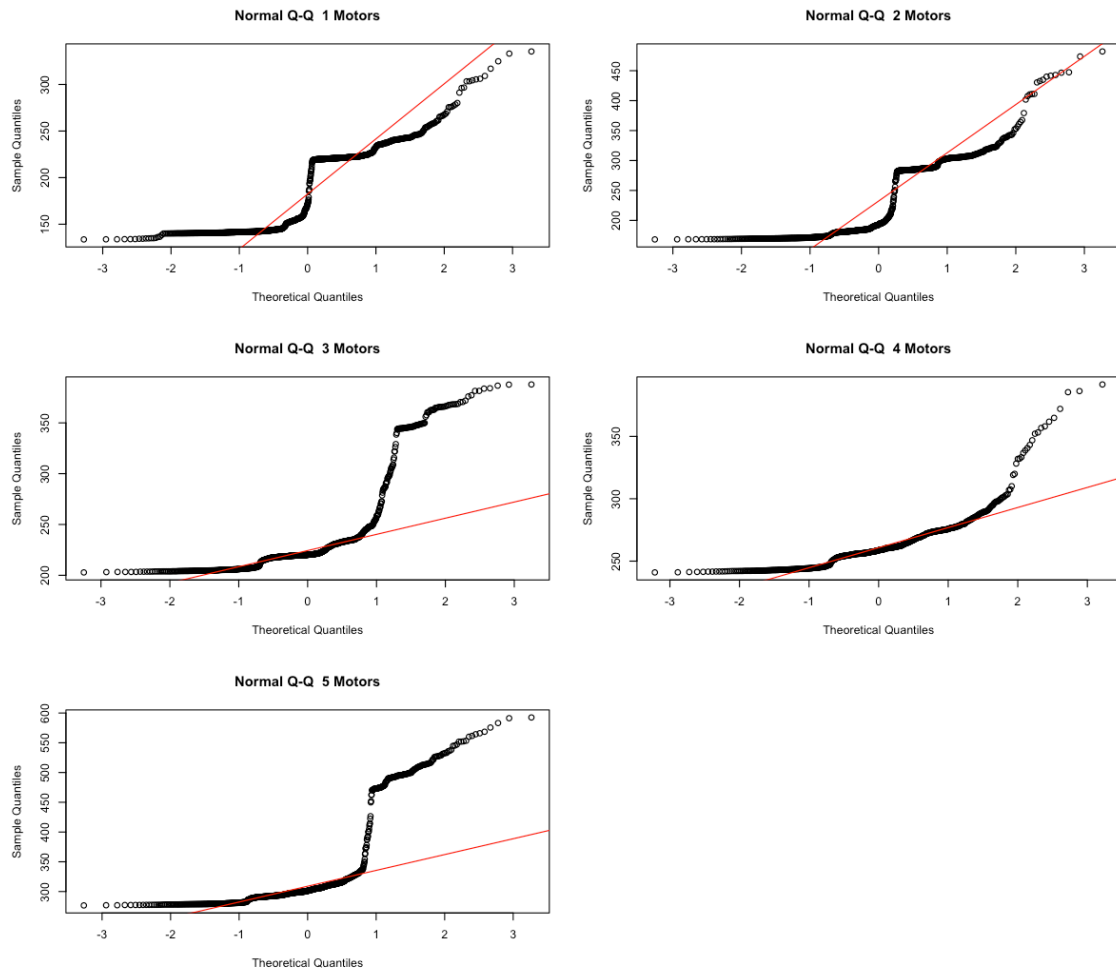 Normal Q-Q  1 Motors
Sample Quantiles
300
250
200
150
-3 -2 -1 0 1 2 3
Theoretical Quantiles
Normal Q-Q  2 Motors
Sample Quantiles
450
400
350
300
250
200
-3 -2 -1 0 1 2 3
Theoretical Quantiles
Normal Q-Q  3 Motors
Sample Quantiles
350
300
250
200
-3 -2 -1 0 1 2 3
Theoretical Quantiles
Normal Q-Q  4 Motors
Sample Quantiles
350
300
250
-3 -2 -1 0 1 2 3
Theoretical Quantiles
Normal Q-Q  5 Motors
Sample Quantiles
600
550
500
450
400
350
300
-3 -2 -1 0 1 2 3
Theoretical Quantiles